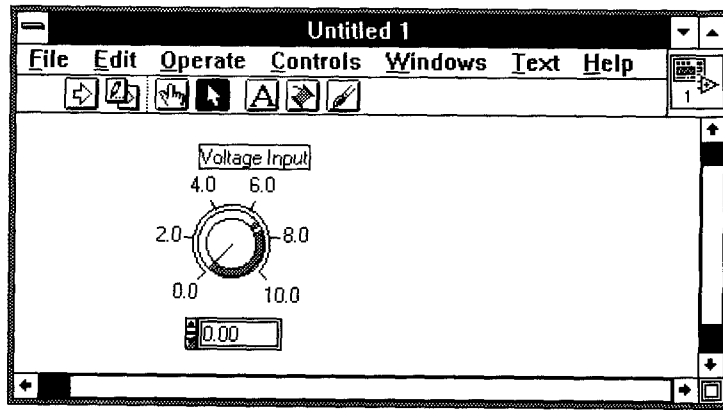 Untitled 1
File Edit Operate Controls Windows Text Help
A
1
Voltage Input
4.0 6.0
2.0 8.0
0.0 10.0
0.00